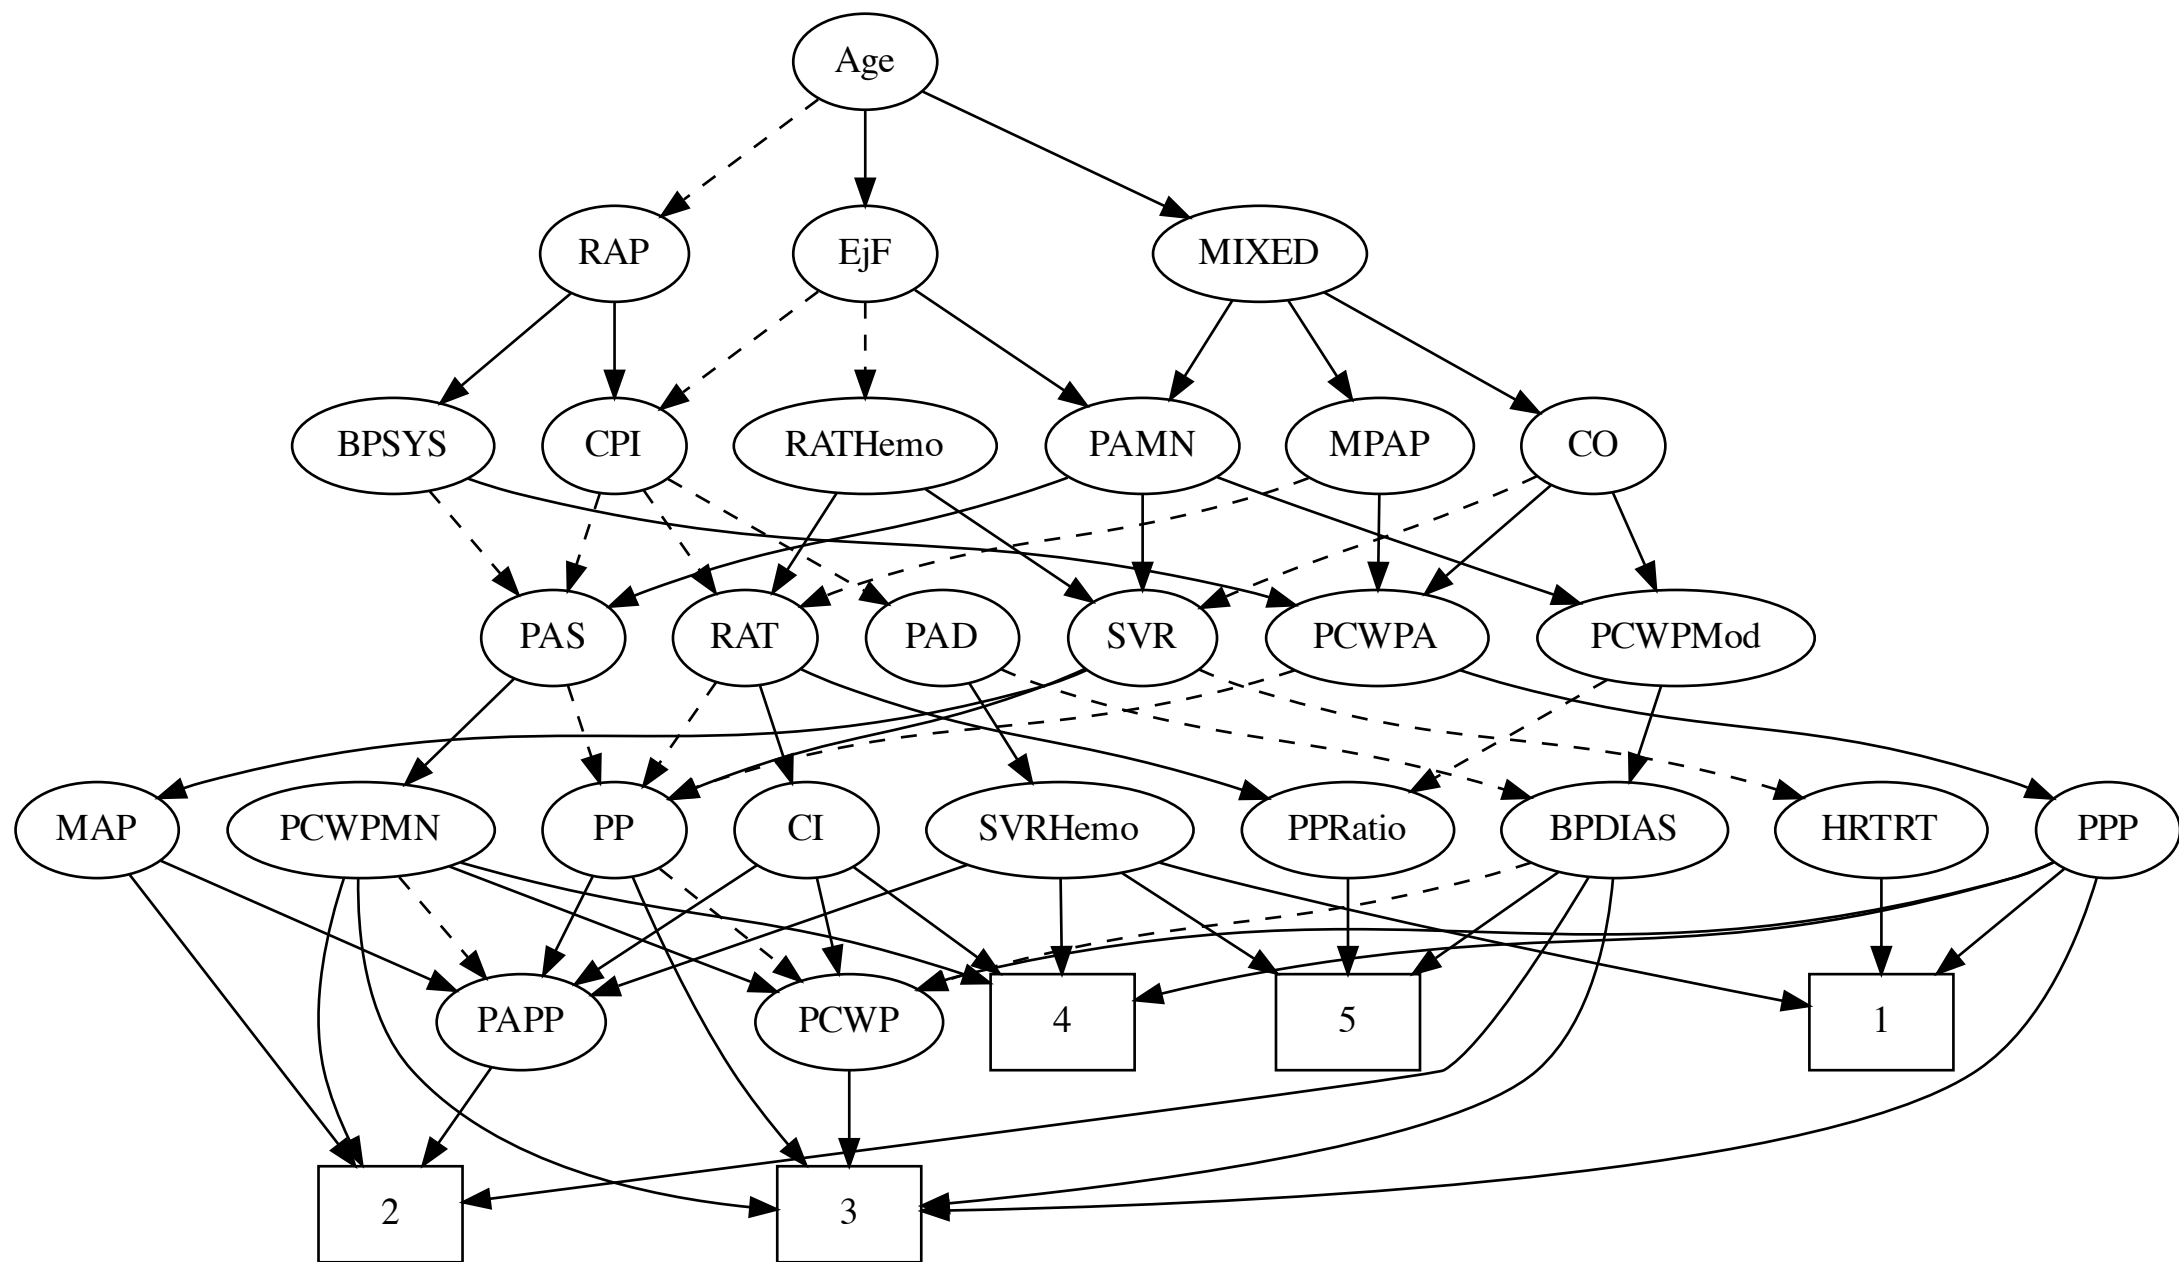 Age
RAP
EjF
MIXED
BPSYS
CPI
RATHemo
PAMN
MPAP
CO
PAS
RAT
PAD
SVR
PCWPA
PCWPMod
MAP
PCWPMN
PP
CI
SVRHemo
PPRatio
BPDIAS
HRTRT
PPP
PAPP
PCWP
4
5
1
2
3